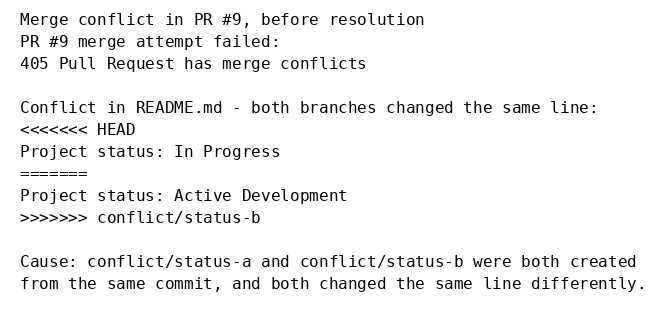 Merge conflict in PR #9, before resolution
PR #9 merge attempt failed:
405 Pull Request has merge conflicts
Conflict in README.md - both branches changed the same line:
<<<<<<< HEAD
Project status: In Progress
=======
Project status: Active Development
>>>>>>> conflict/status-b
Cause: conflict/status-a and conflict/status-b were both created
from the same commit, and both changed the same line differently.